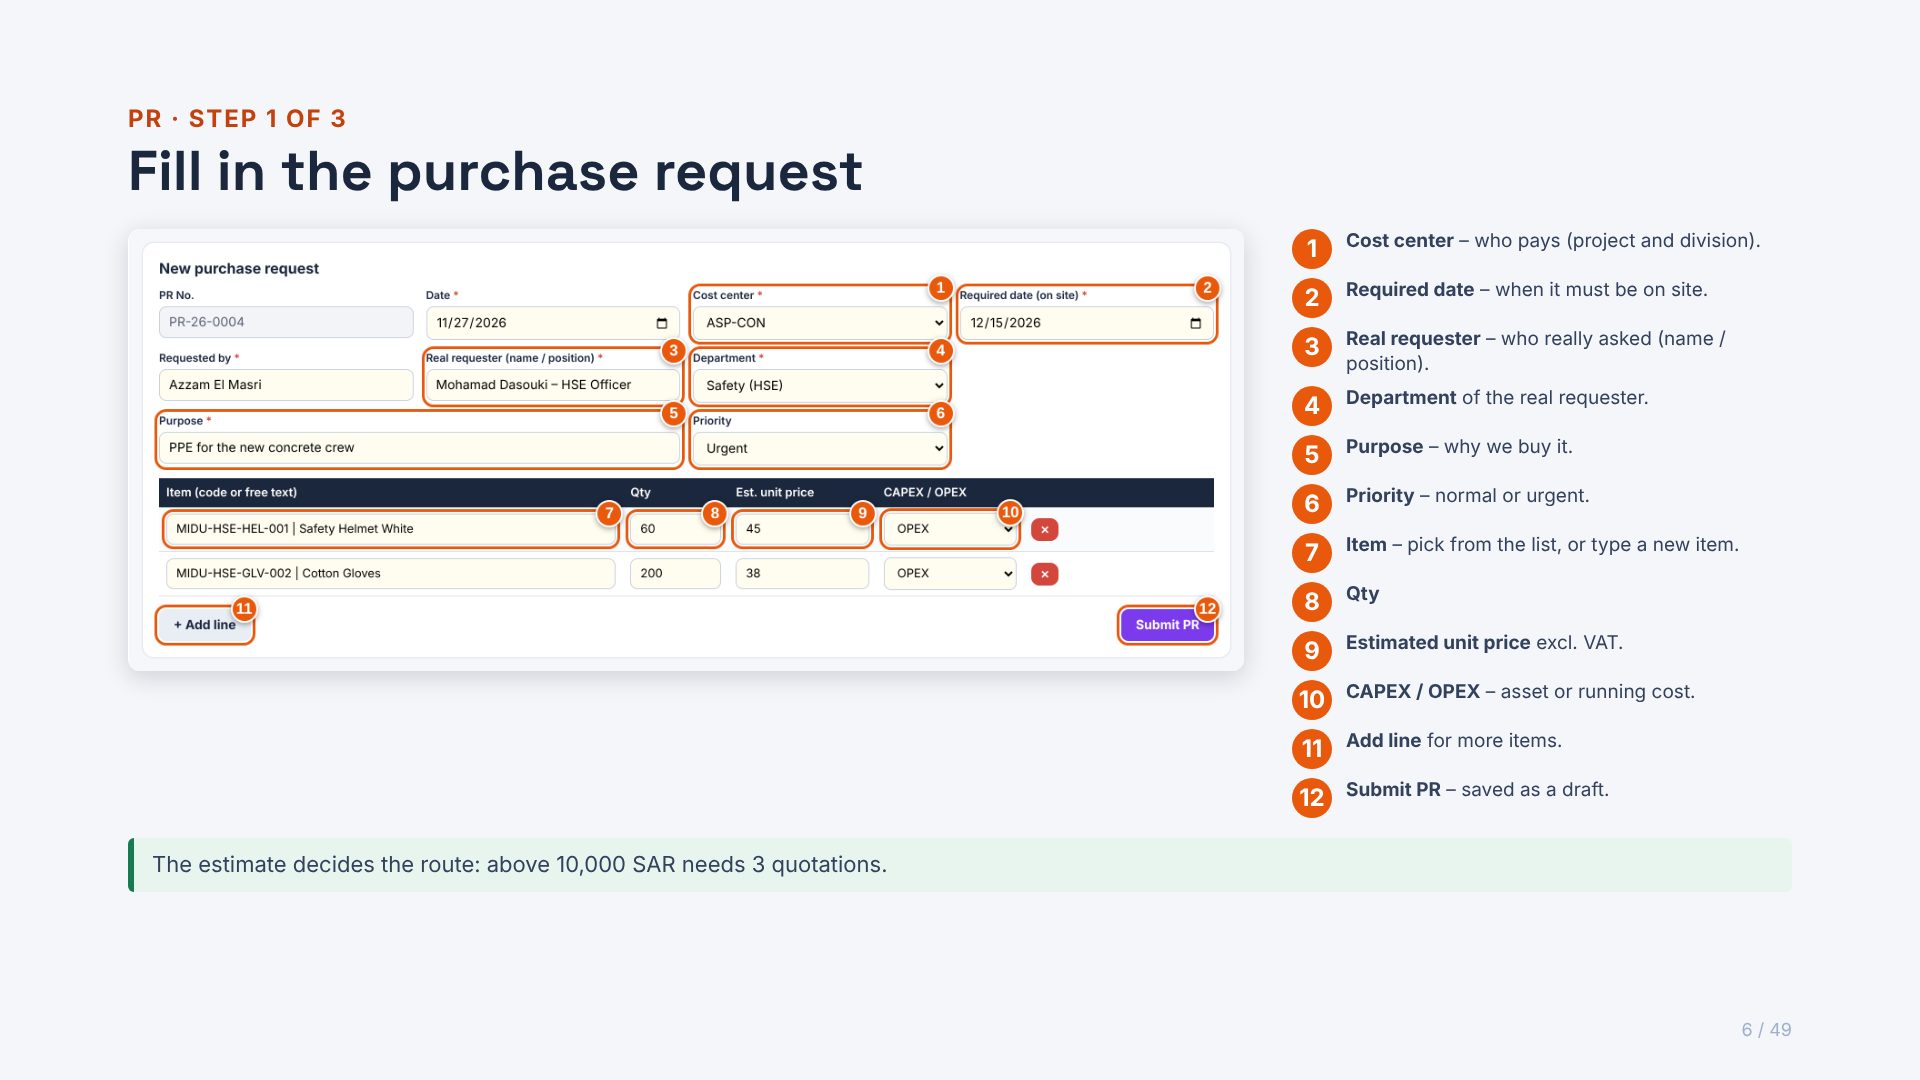 PR · STEP 1 OF 3
Fill in the purchase request
New purchase request
PR No.
Date *
Cost center *
1
Required date (on site) *
2
PR-26-0004
11/27/2026
ASP-CON
12/15/2026
Requested by *
Real requester (name / position) *
3
Department *
4
Azzam El Masri
Mohamad Dasouki – HSE Officer
Safety (HSE)
Purpose *
5
Priority
6
PPE for the new concrete crew
Urgent
Item (code or free text)
Qty
Est. unit price
CAPEX / OPEX
7
8
9
10
MIDU-HSE-HEL-001 | Safety Helmet White
60
45
OPEX
×
MIDU-HSE-GLV-002 | Cotton Gloves
200
38
OPEX
×
+ Add line
11
Submit PR
12
1 Cost center – who pays (project and division).
2 Required date – when it must be on site.
3 Real requester – who really asked (name /
position).
4 Department of the real requester.
5 Purpose – why we buy it.
6 Priority – normal or urgent.
7 Item – pick from the list, or type a new item.
8 Qty
9 Estimated unit price excl. VAT.
10 CAPEX / OPEX – asset or running cost.
11 Add line for more items.
12 Submit PR – saved as a draft.
The estimate decides the route: above 10,000 SAR needs 3 quotations.
6 / 49